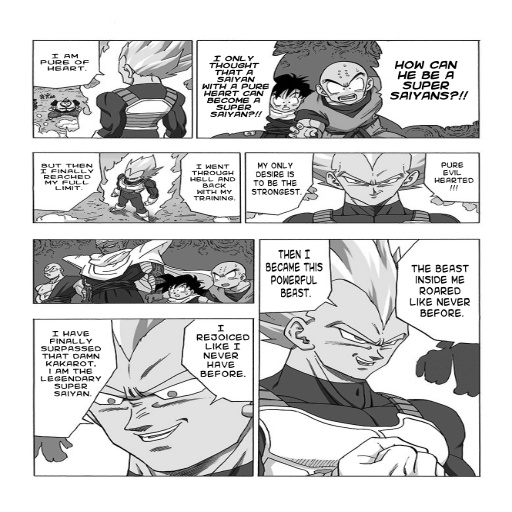 I AM
PURE OF
HEART.
I ONLY
THOUGHT
THAT A
SAIYAN
WITH A PURE
HEART CAN
BECOME A
SUPER
SAIYAN?!!
HOW CAN
HE BE A
SUPER
SAIYANS?!!
BUT THEN
I FINALLY
REACHED
MY FULL
LIMIT.
I WENT
THROUGH
HELL AND
BACK
WITH MY
TRAINING.
MY ONLY
DESIRE IS
TO BE THE
STRONGEST.
PURE
EVIL
HEARTED
!!!
THEN I
BECAME THIS
POWERFUL
BEAST.
THE BEAST
INSIDE ME
ROARED
LIKE NEVER
BEFORE.
I HAVE
FINALLY
SURPASSED
THAT DAMN
KAKAROT,
I AM THE
LEGENDARY
SUPER
SAIYAN.
I
REJOICED
LIKE I
NEVER
HAVE
BEFORE.